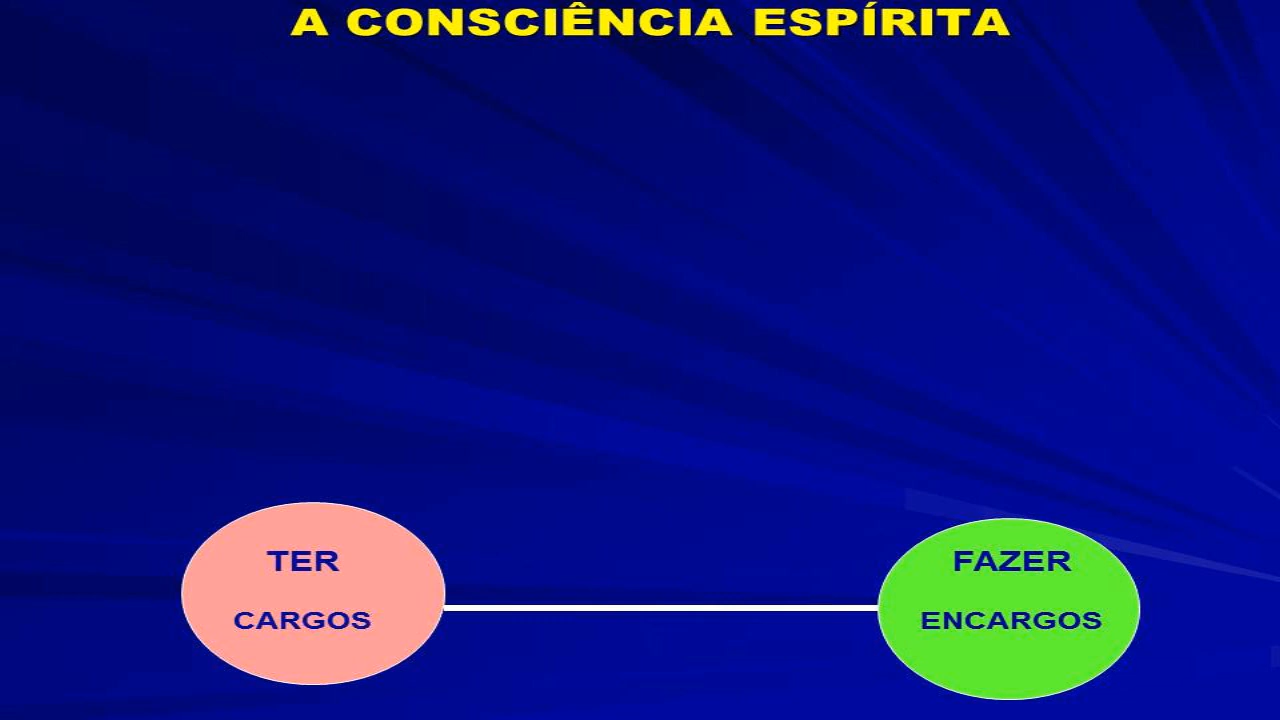 A CONSCIÊNCIA ESPÍRITA
TER
CARGOS
FAZER
ENCARGOS